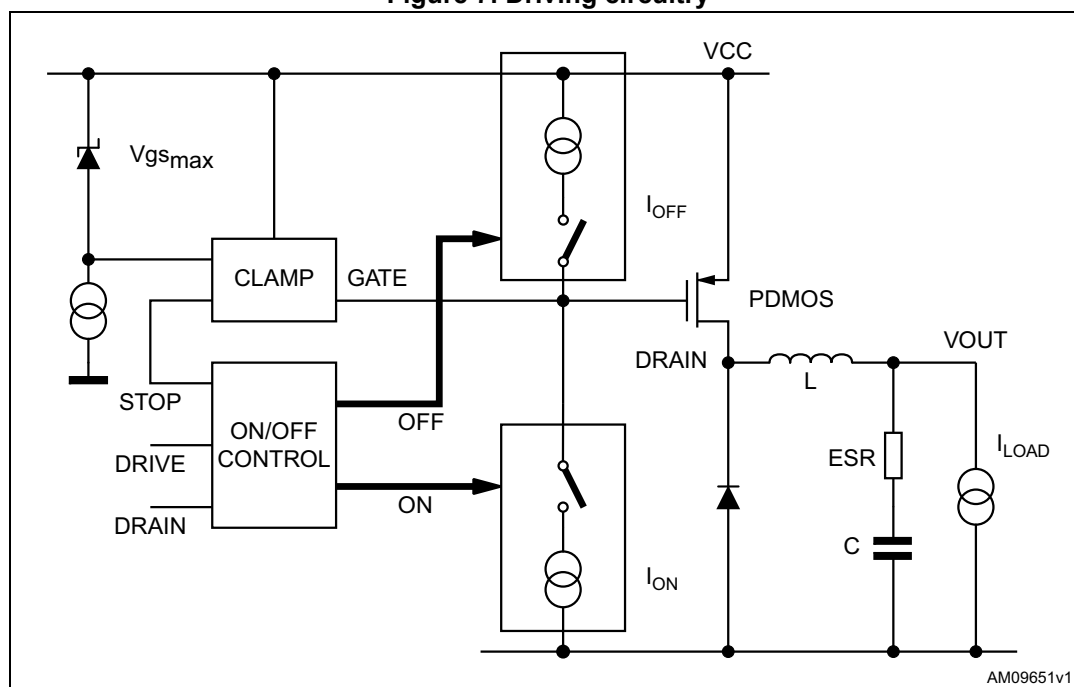 Figure 7. Driving circuitry
VCC
Vgsmax
IOFF
CLAMP
GATE
PDMOS
DRAIN
VOUT
L
STOP
OFF
ON/OFF
CONTROL
DRIVE
ESR
ILOAD
ON
DRAIN
C
ION
AM09651v1